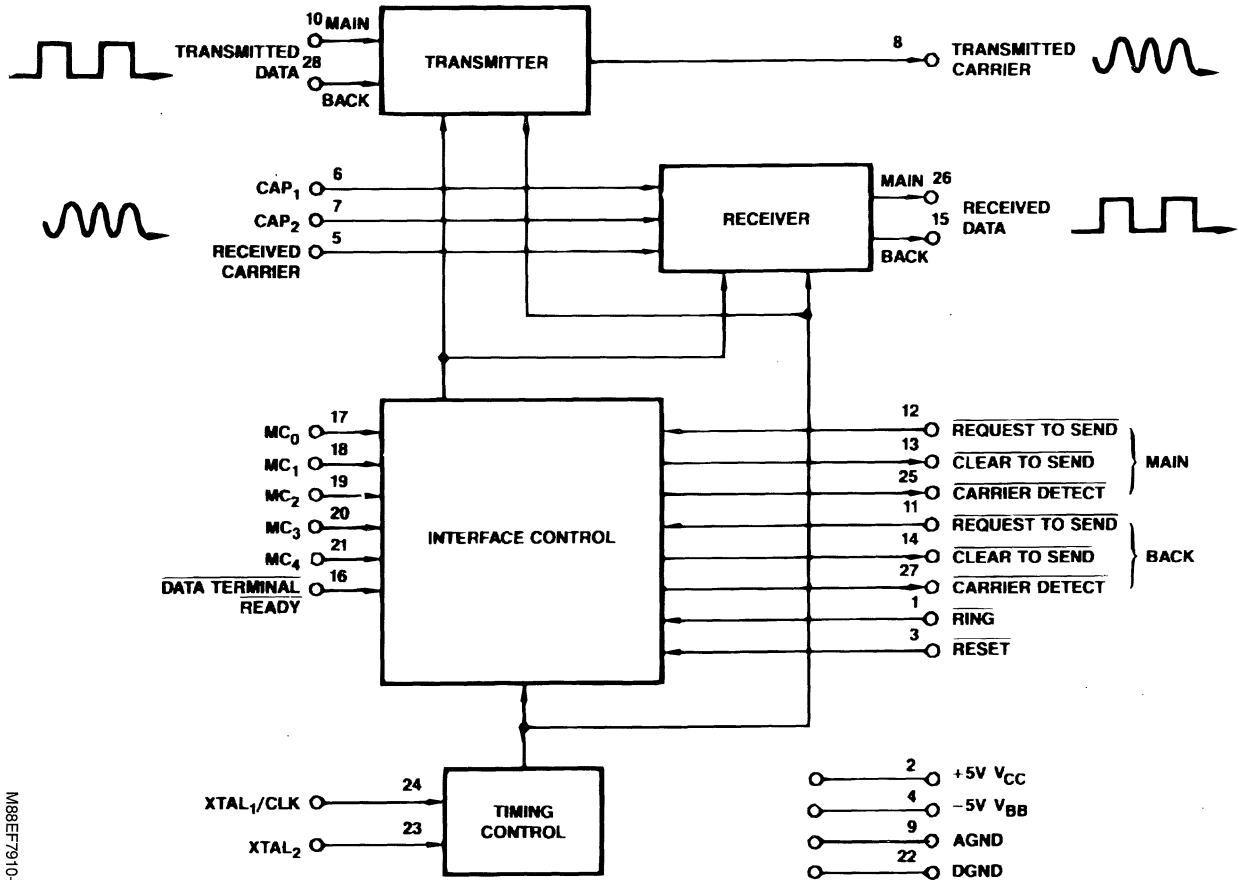 10 MAIN
TRANSMITTED
DATA
28
BACK
TRANSMITTER
8
TRANSMITTED
CARRIER
CAP1
6
CAP2
7
RECEIVED
CARRIER
5
RECEIVER
MAIN 26
15
BACK
RECEIVED
DATA
MC0
17
MC1
18
MC2
19
MC3
20
MC4
21
DATA TERMINAL
READY
16
INTERFACE CONTROL
12
REQUEST TO SEND
13
CLEAR TO SEND
25
CARRIER DETECT
MAIN
11
REQUEST TO SEND
14
CLEAR TO SEND
27
CARRIER DETECT
BACK
1
RING
3
RESET
XTAL1/CLK
24
XTAL2
23
TIMING
CONTROL
2
+5V VCC
4
-5V VBB
9
AGND
22
DGND
M88EF7910-